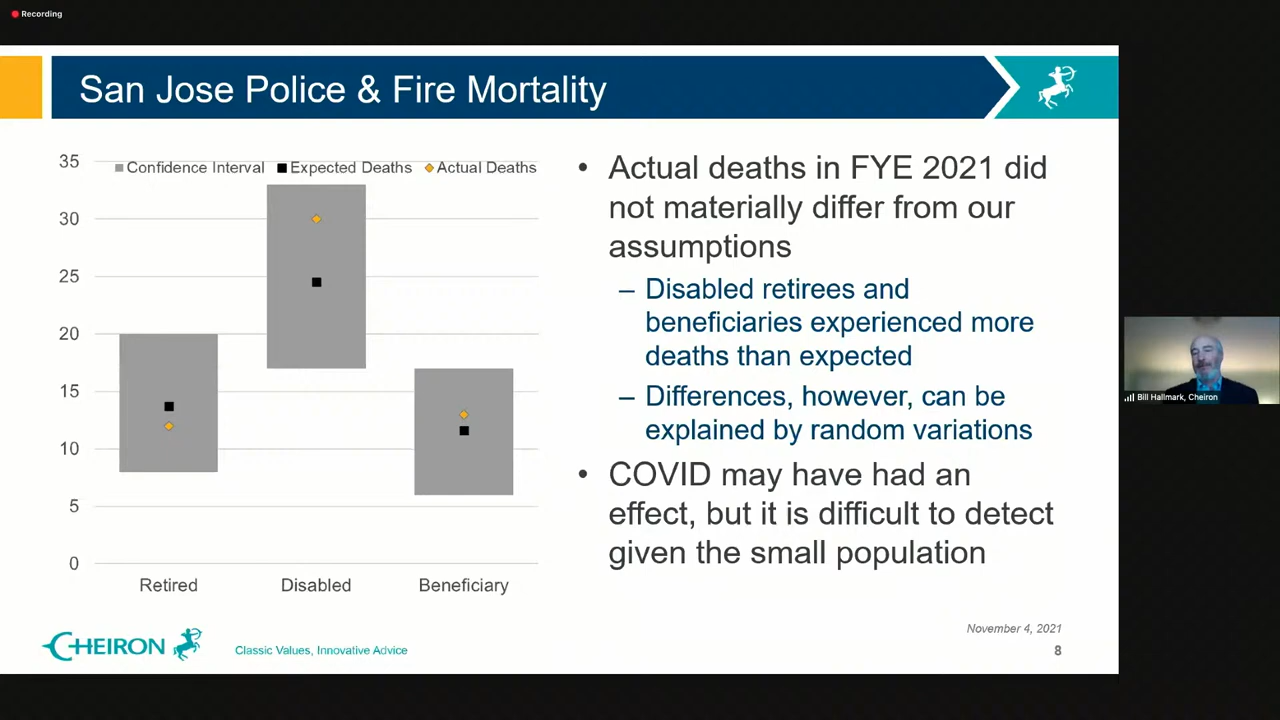 Recording
San Jose Police & Fire Mortality
35
Confidence Interval Expected Deaths Actual Deaths
30
25
20
15
10
5
0
Retired Disabled Beneficiary
• Actual deaths in FYE 2021 did
not materially differ from our
assumptions
– Disabled retirees and
beneficiaries experienced more
deaths than expected
– Differences, however, can be
explained by random variations
• COVID may have had an
effect, but it is difficult to detect
given the small population
Bill Hallmark, Cheiron
November 4, 2021
CHEIRON
Classic Values, Innovative Advice
8